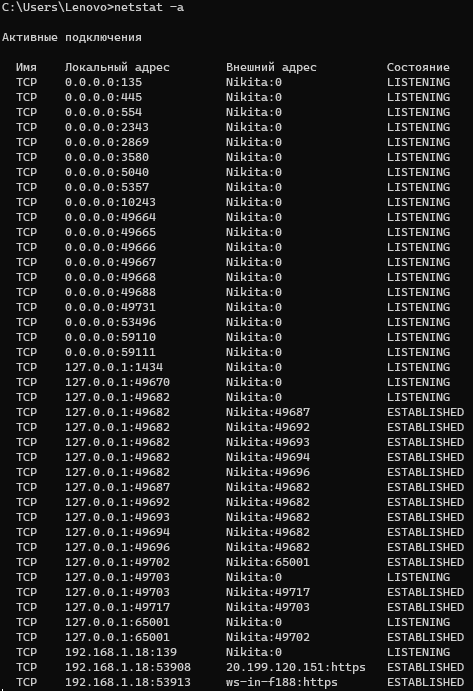 C:\Users\Lenovo>netstat -a
Активные подключения
Имя Локальный адрес Внешний адрес Состояние
TCP 0.0.0.0:135 Nikita:0 LISTENING
TCP 0.0.0.0:445 Nikita:0 LISTENING
TCP 0.0.0.0:554 Nikita:0 LISTENING
TCP 0.0.0.0:2343 Nikita:0 LISTENING
TCP 0.0.0.0:2869 Nikita:0 LISTENING
TCP 0.0.0.0:3580 Nikita:0 LISTENING
TCP 0.0.0.0:5040 Nikita:0 LISTENING
TCP 0.0.0.0:5357 Nikita:0 LISTENING
TCP 0.0.0.0:10243 Nikita:0 LISTENING
TCP 0.0.0.0:49664 Nikita:0 LISTENING
TCP 0.0.0.0:49665 Nikita:0 LISTENING
TCP 0.0.0.0:49666 Nikita:0 LISTENING
TCP 0.0.0.0:49667 Nikita:0 LISTENING
TCP 0.0.0.0:49668 Nikita:0 LISTENING
TCP 0.0.0.0:49688 Nikita:0 LISTENING
TCP 0.0.0.0:49731 Nikita:0 LISTENING
TCP 0.0.0.0:53496 Nikita:0 LISTENING
TCP 0.0.0.0:59110 Nikita:0 LISTENING
TCP 0.0.0.0:59111 Nikita:0 LISTENING
TCP 127.0.0.1:1434 Nikita:0 LISTENING
TCP 127.0.0.1:49670 Nikita:0 LISTENING
TCP 127.0.0.1:49682 Nikita:0 LISTENING
TCP 127.0.0.1:49682 Nikita:49687 ESTABLISHED
TCP 127.0.0.1:49682 Nikita:49692 ESTABLISHED
TCP 127.0.0.1:49682 Nikita:49693 ESTABLISHED
TCP 127.0.0.1:49682 Nikita:49694 ESTABLISHED
TCP 127.0.0.1:49682 Nikita:49696 ESTABLISHED
TCP 127.0.0.1:49687 Nikita:49682 ESTABLISHED
TCP 127.0.0.1:49692 Nikita:49682 ESTABLISHED
TCP 127.0.0.1:49693 Nikita:49682 ESTABLISHED
TCP 127.0.0.1:49694 Nikita:49682 ESTABLISHED
TCP 127.0.0.1:49696 Nikita:49682 ESTABLISHED
TCP 127.0.0.1:49702 Nikita:65001 ESTABLISHED
TCP 127.0.0.1:49703 Nikita:0 LISTENING
TCP 127.0.0.1:49703 Nikita:49717 ESTABLISHED
TCP 127.0.0.1:49717 Nikita:49703 ESTABLISHED
TCP 127.0.0.1:65001 Nikita:0 LISTENING
TCP 127.0.0.1:65001 Nikita:49702 ESTABLISHED
TCP 192.168.1.18:139 Nikita:0 LISTENING
TCP 192.168.1.18:53908 20.199.120.151:https ESTABLISHED
TCP 192.168.1.18:53913 ws-in-f188:https ESTABLISHED